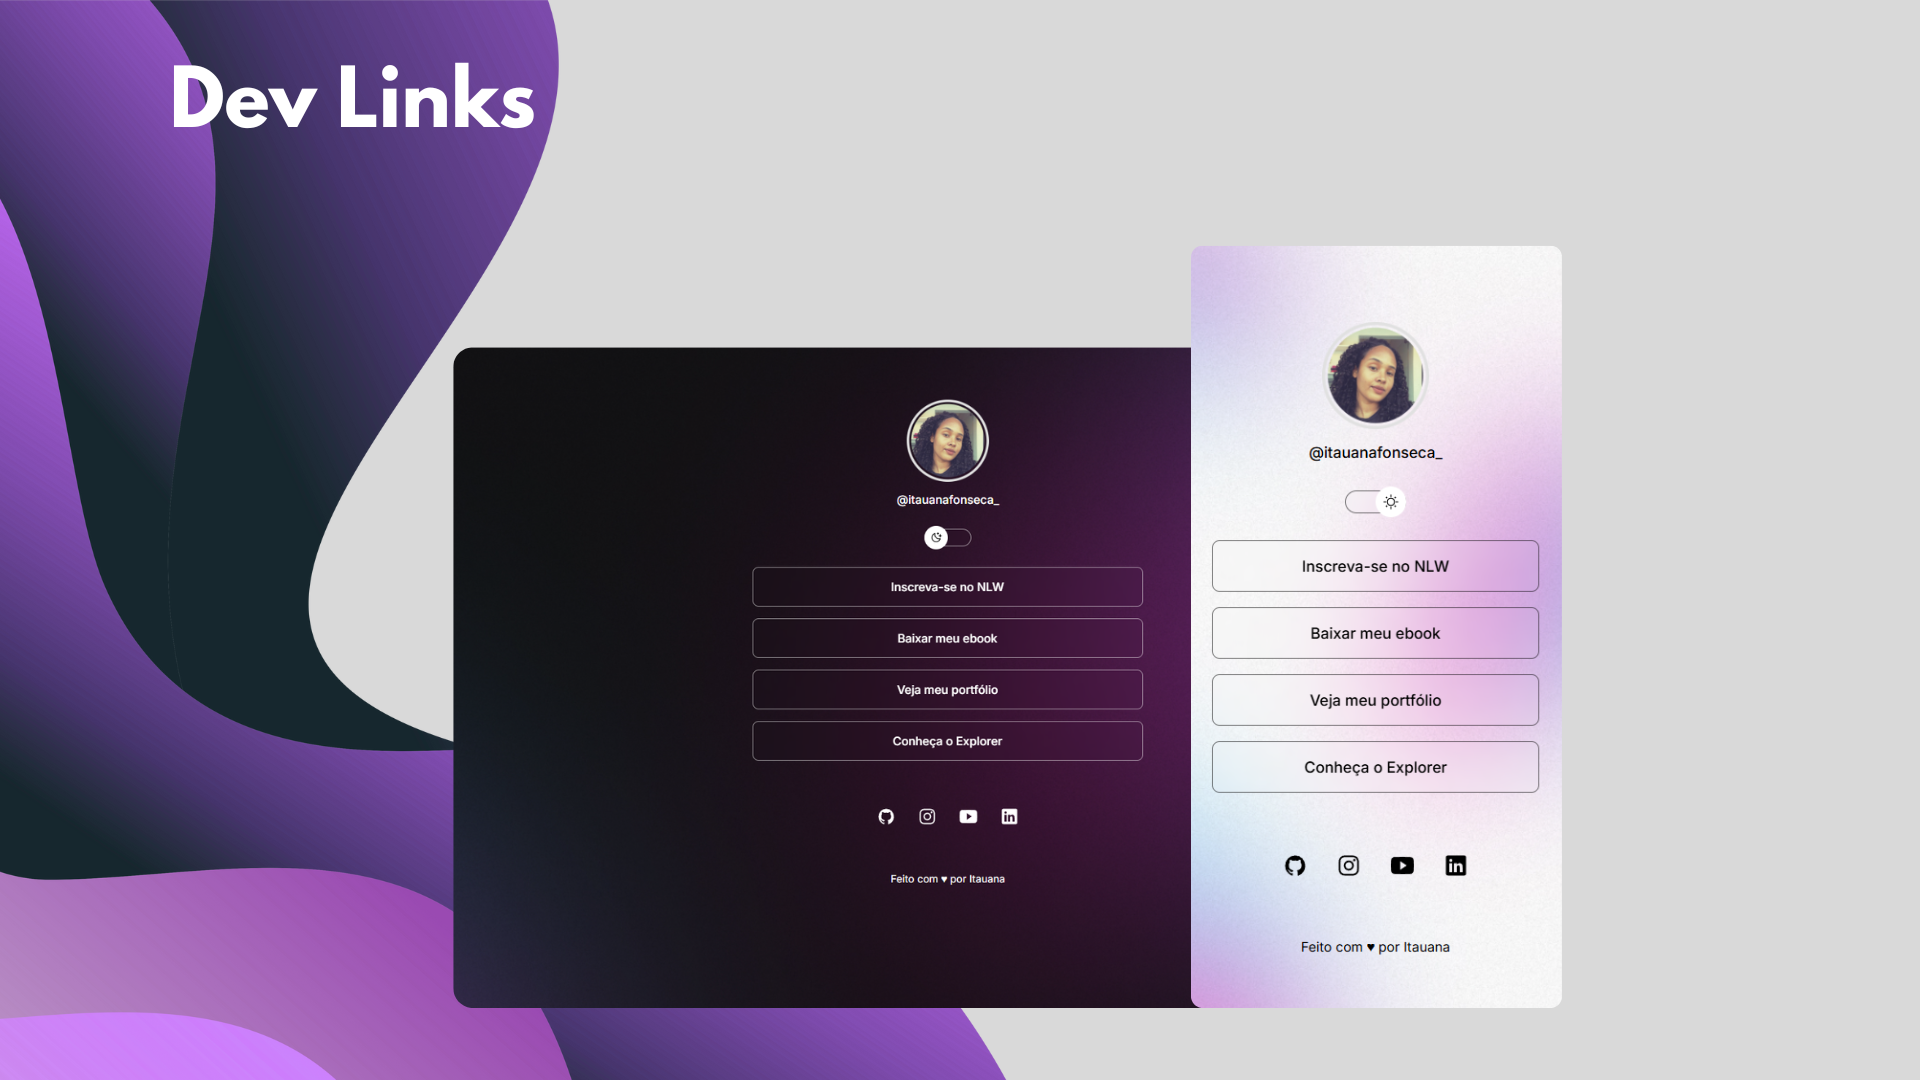 Dev Links
@itauanafonseca_
Inscreva-se no NLW
Baixar meu ebook
Veja meu portfólio
Conheça o Explorer
Feito com ♥ por Itauana
@itauanafonseca_
Inscreva-se no NLW
Baixar meu ebook
Veja meu portfólio
Conheça o Explorer
Feito com ♥ por Itauana